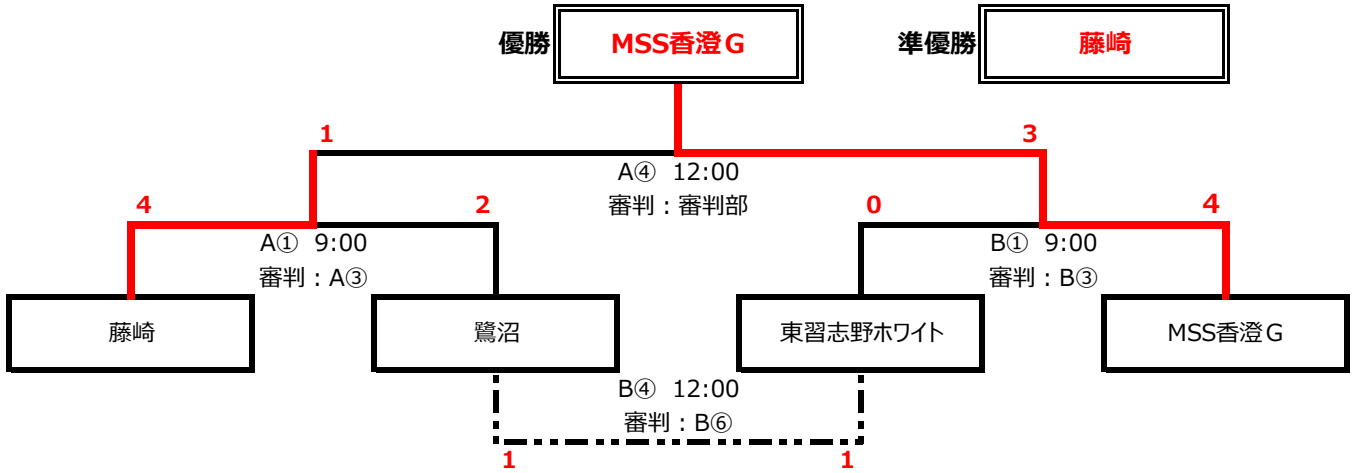 優勝 MSS香澄Ｇ 準優勝 藤崎
1 3
A④ 12:00
審判：審判部
4 2 0 4
A① 9:00 B① 9:00
審判：A③ 審判：B③
藤崎 鷺沼 東習志野ホワイト MSS香澄Ｇ
B④ 12:00
審判：B⑥
1 1